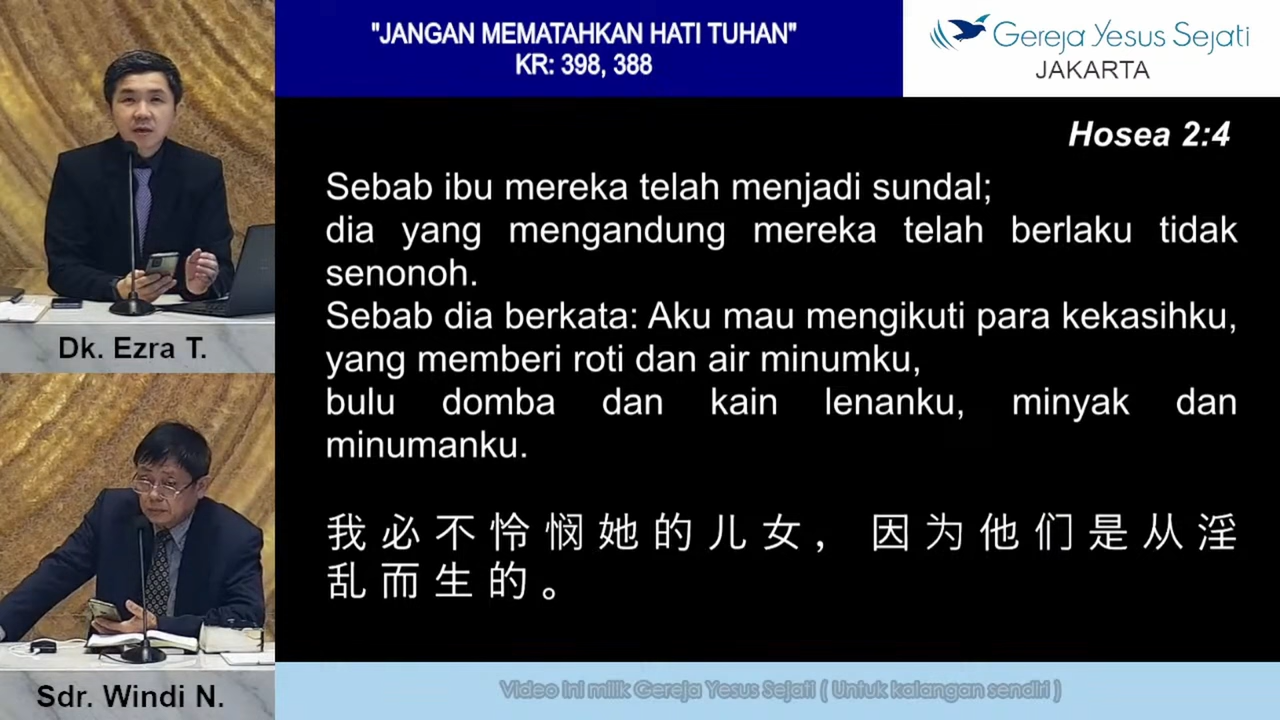 "JANGAN MEMATAHKAN HATI TUHAN"
KR: 398, 388
Gereja Yesus Sejati
JAKARTA
Hosea 2:4
Sebab ibu mereka telah menjadi sundal;
dia yang mengandung mereka telah berlaku tidak
senonoh.
Sebab dia berkata: Aku mau mengikuti para kekasihku,
yang memberi roti dan air minumku,
bulu domba dan kain lenanku, minyak dan
minumanku.
我必不怜悯她的儿女，因为他们是从淫
乱而生的。
Dk. Ezra T.
Sdr. Windi N.
Video ini milik Gereja Yesus Sejati ( Untuk kalangan sendiri )